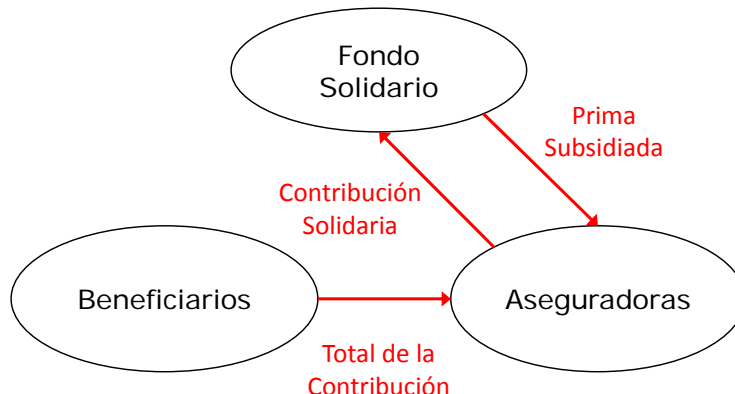 Fondo
Solidario
Prima
Subsidiada
Contribución
Solidaria
Beneficiarios
Aseguradoras
Total de la
Contribución